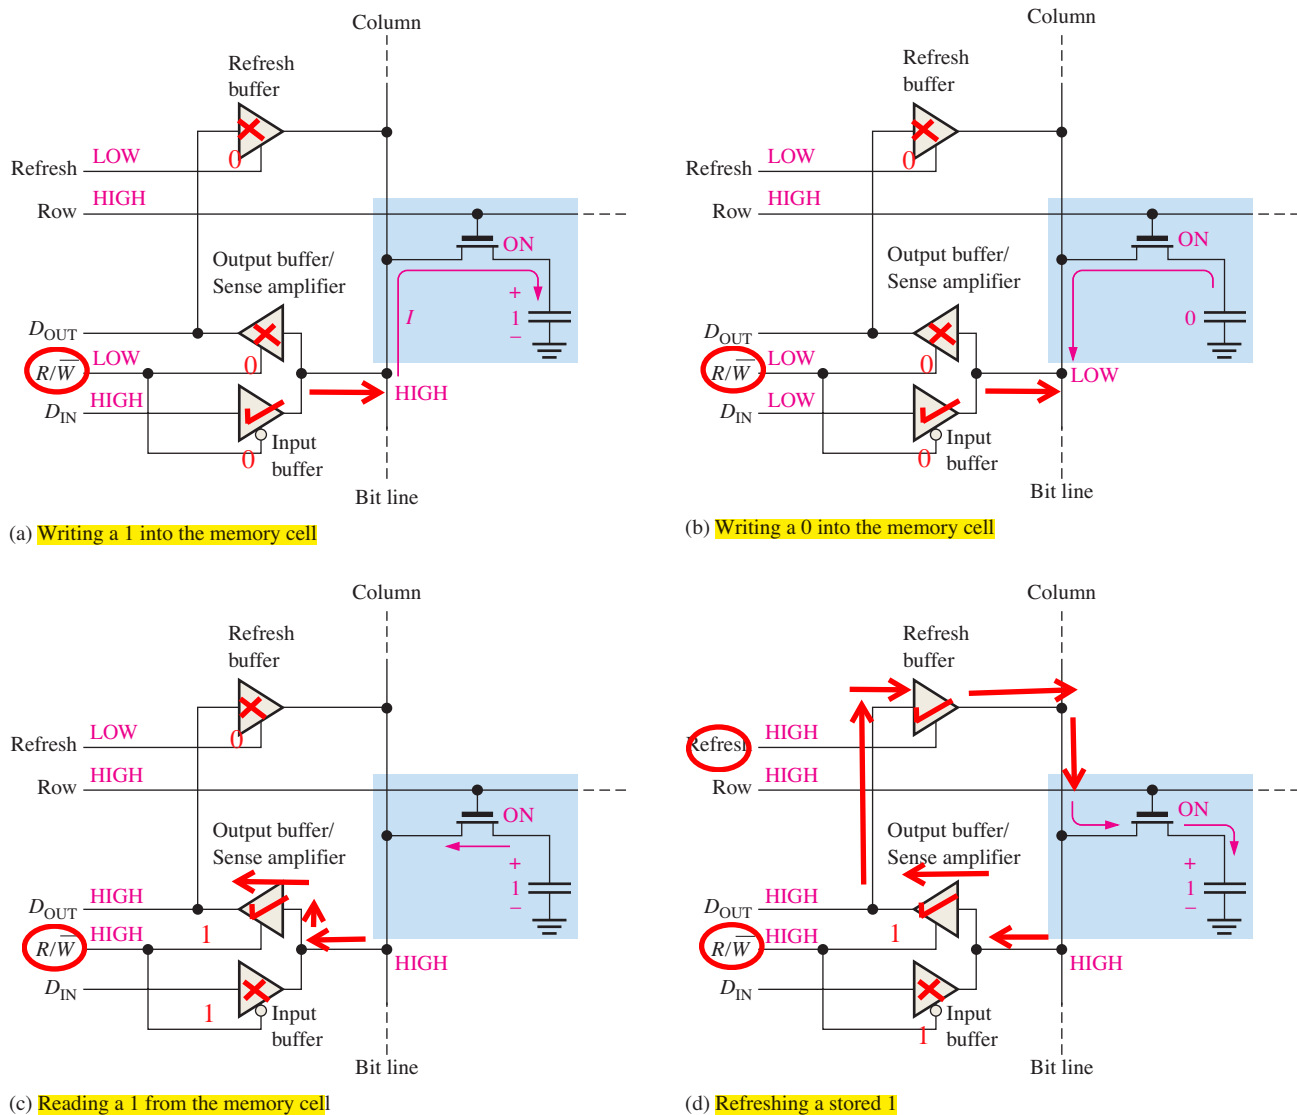 Column
Refresh
buffer
0
LOW
Refresh
HIGH
Row
ON
Output buffer/
Sense amplifier
+
1
−
I
DOUT
LOW
R/W̅
0
HIGH
DIN
HIGH
Input
buffer
0
Bit line
(a) Writing a 1 into the memory cell
Column
Refresh
buffer
0
LOW
Refresh
HIGH
Row
ON
Output buffer/
Sense amplifier
0
DOUT
LOW
R/W̅
0
LOW
LOW
DIN
Input
buffer
0
Bit line
(b) Writing a 0 into the memory cell
Column
Refresh
buffer
LOW
0
Refresh
HIGH
Row
ON
Output buffer/
Sense amplifier
+
1
−
HIGH
DOUT
HIGH
1
R/W̅
HIGH
DIN
1
Input
buffer
Bit line
(c) Reading a 1 from the memory cell
Column
Refresh
buffer
HIGH
Refresh
HIGH
Row
ON
Output buffer/
Sense amplifier
+
1
−
HIGH
DOUT
HIGH
1
R/W̅
HIGH
DIN
Input
buffer
1
Bit line
(d) Refreshing a stored 1